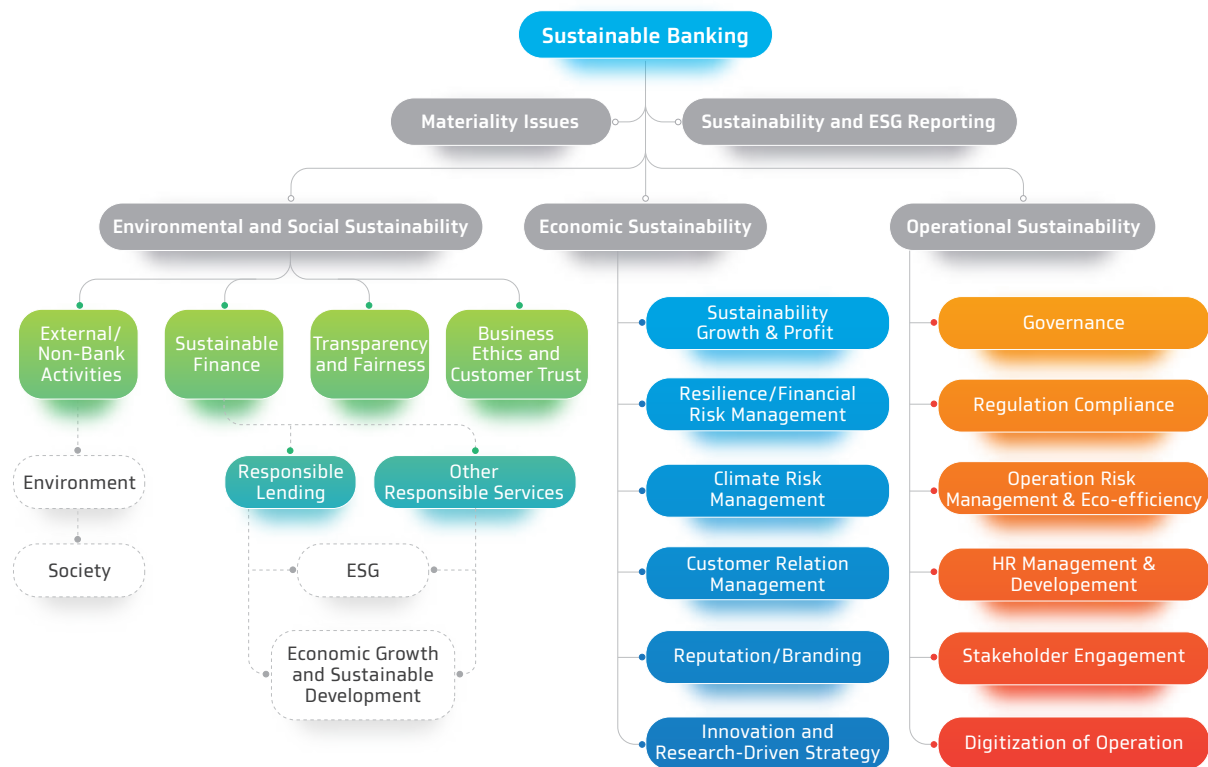 Sustainable Banking
Materiality Issues
Sustainability and ESG Reporting
Environmental and Social Sustainability
Economic Sustainability
Operational Sustainability
External/
Non-Bank
Activities
Sustainable
Finance
Transparency
and Fairness
Business
Ethics and
Customer Trust
Environment
Society
Responsible
Lending
Other
Responsible Services
ESG
Economic Growth
and Sustainable
Development
Sustainability
Growth & Profit
Resilience/Financial
Risk Management
Climate Risk
Management
Customer Relation
Management
Reputation/Branding
Innovation and
Research-Driven Strategy
Governance
Regulation Compliance
Operation Risk
Management & Eco-efficiency
HR Management &
Developement
Stakeholder Engagement
Digitization of Operation